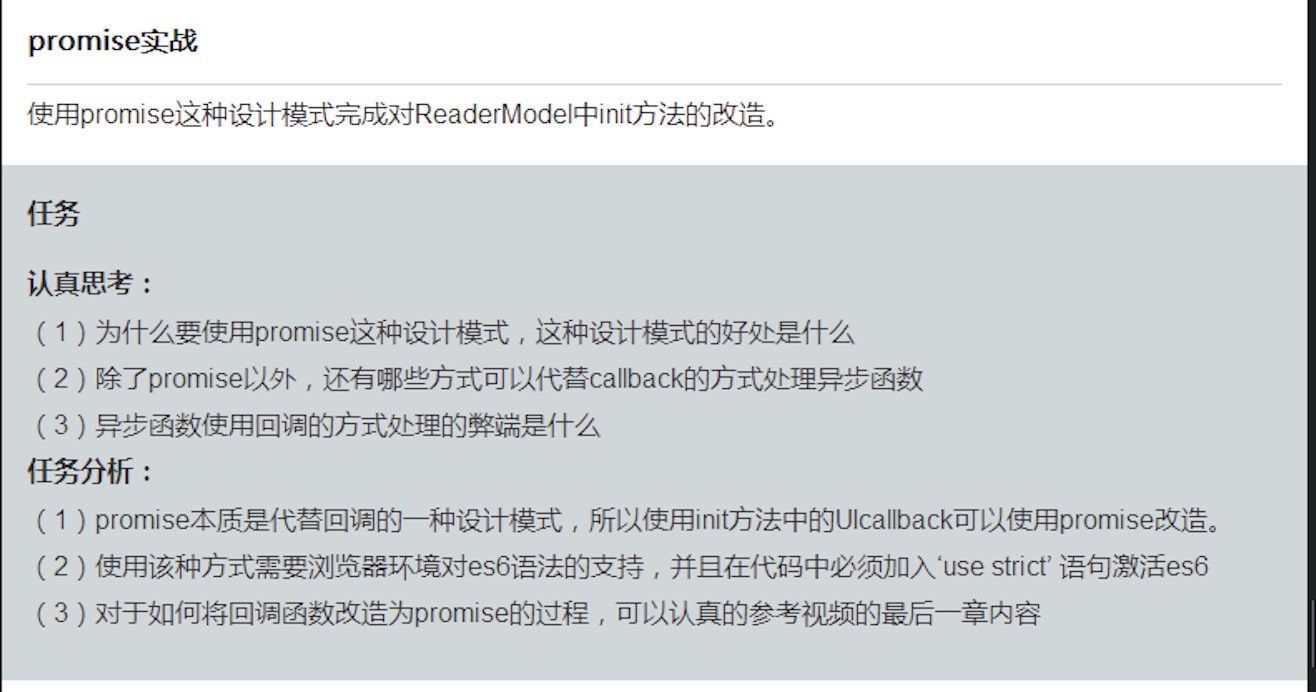 promise实战
使用promise这种设计模式完成对ReaderModel中init方法的改造。
任务
认真思考：
（1）为什么要使用promise这种设计模式，这种设计模式的好处是什么
（2）除了promise以外，还有哪些方式可以代替callback的方式处理异步函数
（3）异步函数使用回调的方式处理的弊端是什么
任务分析：
（1）promise本质是代替回调的一种设计模式，所以使用init方法中的UIcallback可以使用promise改造。
（2）使用该种方式需要浏览器环境对es6语法的支持，并且在代码中必须加入‘use strict’ 语句激活es6
（3）对于如何将回调函数改造为promise的过程，可以认真的参考视频的最后一章内容